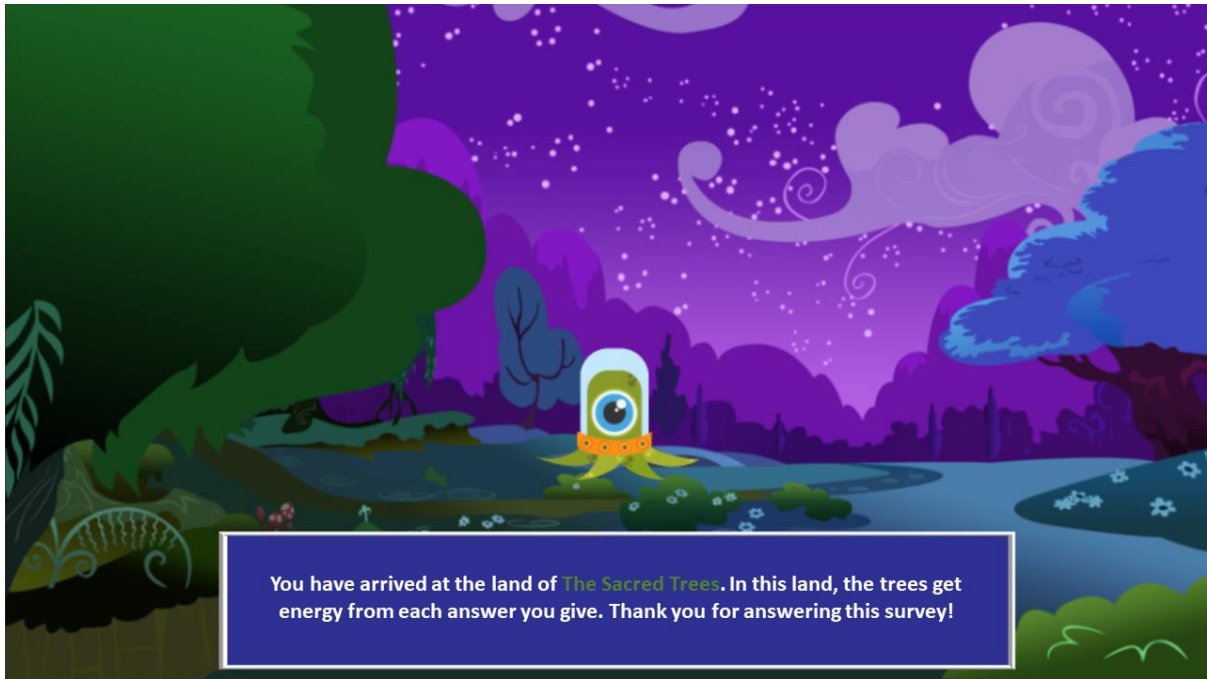 You have arrived at the land of The Sacred Trees. In this land, the trees get
energy from each answer you give. Thank you for answering this survey!